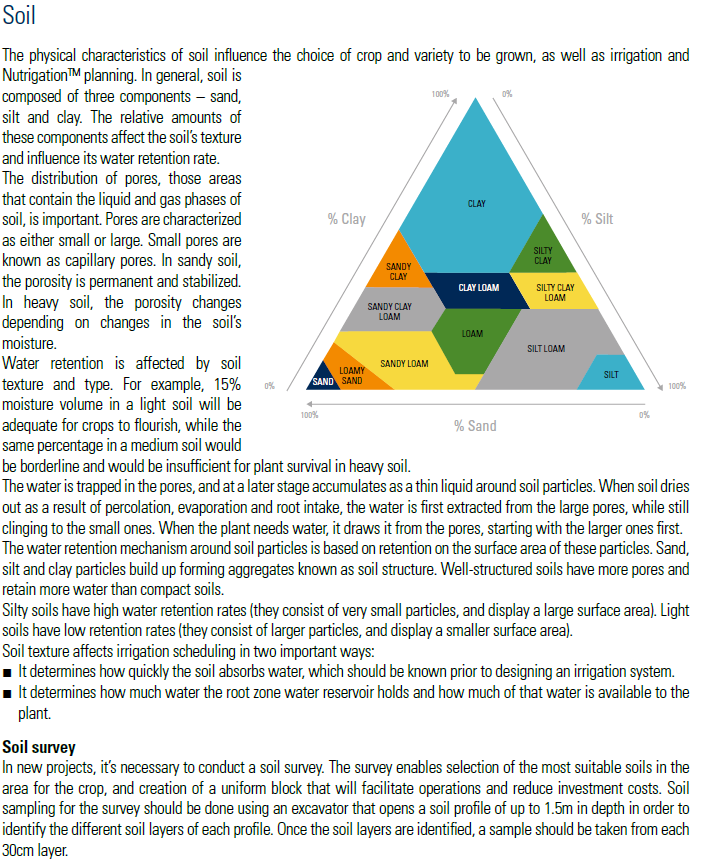 Soil
The physical characteristics of soil influence the choice of crop and variety to be grown, as well as irrigation and
Nutrigation™ planning. In general, soil is
composed of three components – sand,
silt and clay. The relative amounts of
these components affect the soil's texture
and influence its water retention rate.
The distribution of pores, those areas
that contain the liquid and gas phases of
soil, is important. Pores are characterized
as either small or large. Small pores are
known as capillary pores. In sandy soil,
the porosity is permanent and stabilized.
In heavy soil, the porosity changes
depending on changes in the soil's
moisture.
Water retention is affected by soil
texture and type. For example, 15%
moisture volume in a light soil will be
adequate for crops to flourish, while the
same percentage in a medium soil would
be borderline and would be insufficient for plant survival in heavy soil.
100%
0%
% Clay
% Silt
CLAY
SILTY
CLAY
SANDY
CLAY
CLAY LOAM
SILTY CLAY
LOAM
SANDY CLAY
LOAM
LOAM
SILT LOAM
SANDY LOAM
LOAMY
SAND
SAND
SILT
0%
100%
100%
0%
% Sand
The water is trapped in the pores, and at a later stage accumulates as a thin liquid around soil particles. When soil dries
out as a result of percolation, evaporation and root intake, the water is first extracted from the large pores, while still
clinging to the small ones. When the plant needs water, it draws it from the pores, starting with the larger ones first.
The water retention mechanism around soil particles is based on retention on the surface area of these particles. Sand,
silt and clay particles build up forming aggregates known as soil structure. Well-structured soils have more pores and
retain more water than compact soils.
Silty soils have high water retention rates (they consist of very small particles, and display a large surface area). Light
soils have low retention rates (they consist of larger particles, and display a smaller surface area).
Soil texture affects irrigation scheduling in two important ways:
■ It determines how quickly the soil absorbs water, which should be known prior to designing an irrigation system.
■ It determines how much water the root zone water reservoir holds and how much of that water is available to the
plant.
Soil survey
In new projects, it's necessary to conduct a soil survey. The survey enables selection of the most suitable soils in the
area for the crop, and creation of a uniform block that will facilitate operations and reduce investment costs. Soil
sampling for the survey should be done using an excavator that opens a soil profile of up to 1.5m in depth in order to
identify the different soil layers of each profile. Once the soil layers are identified, a sample should be taken from each
30cm layer.